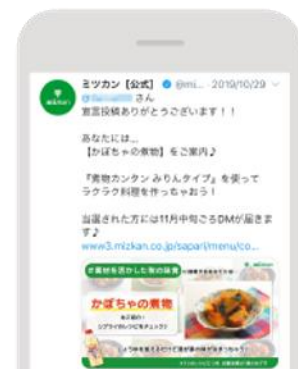 ミツカン【公式】 @mi... · 2019/10/29
さん
宣言投稿ありがとうございます！！
あなたには…
【かぼちゃの煮物】をご案内♪
『煮物カンタン みりんタイプ』を使って
ラクラク料理を作っちゃおう！
当選された方には11月中旬ごろDMが届きま
す♪
www3.mizkan.co.jp/sapari/menu/co...
かぼちゃの煮物